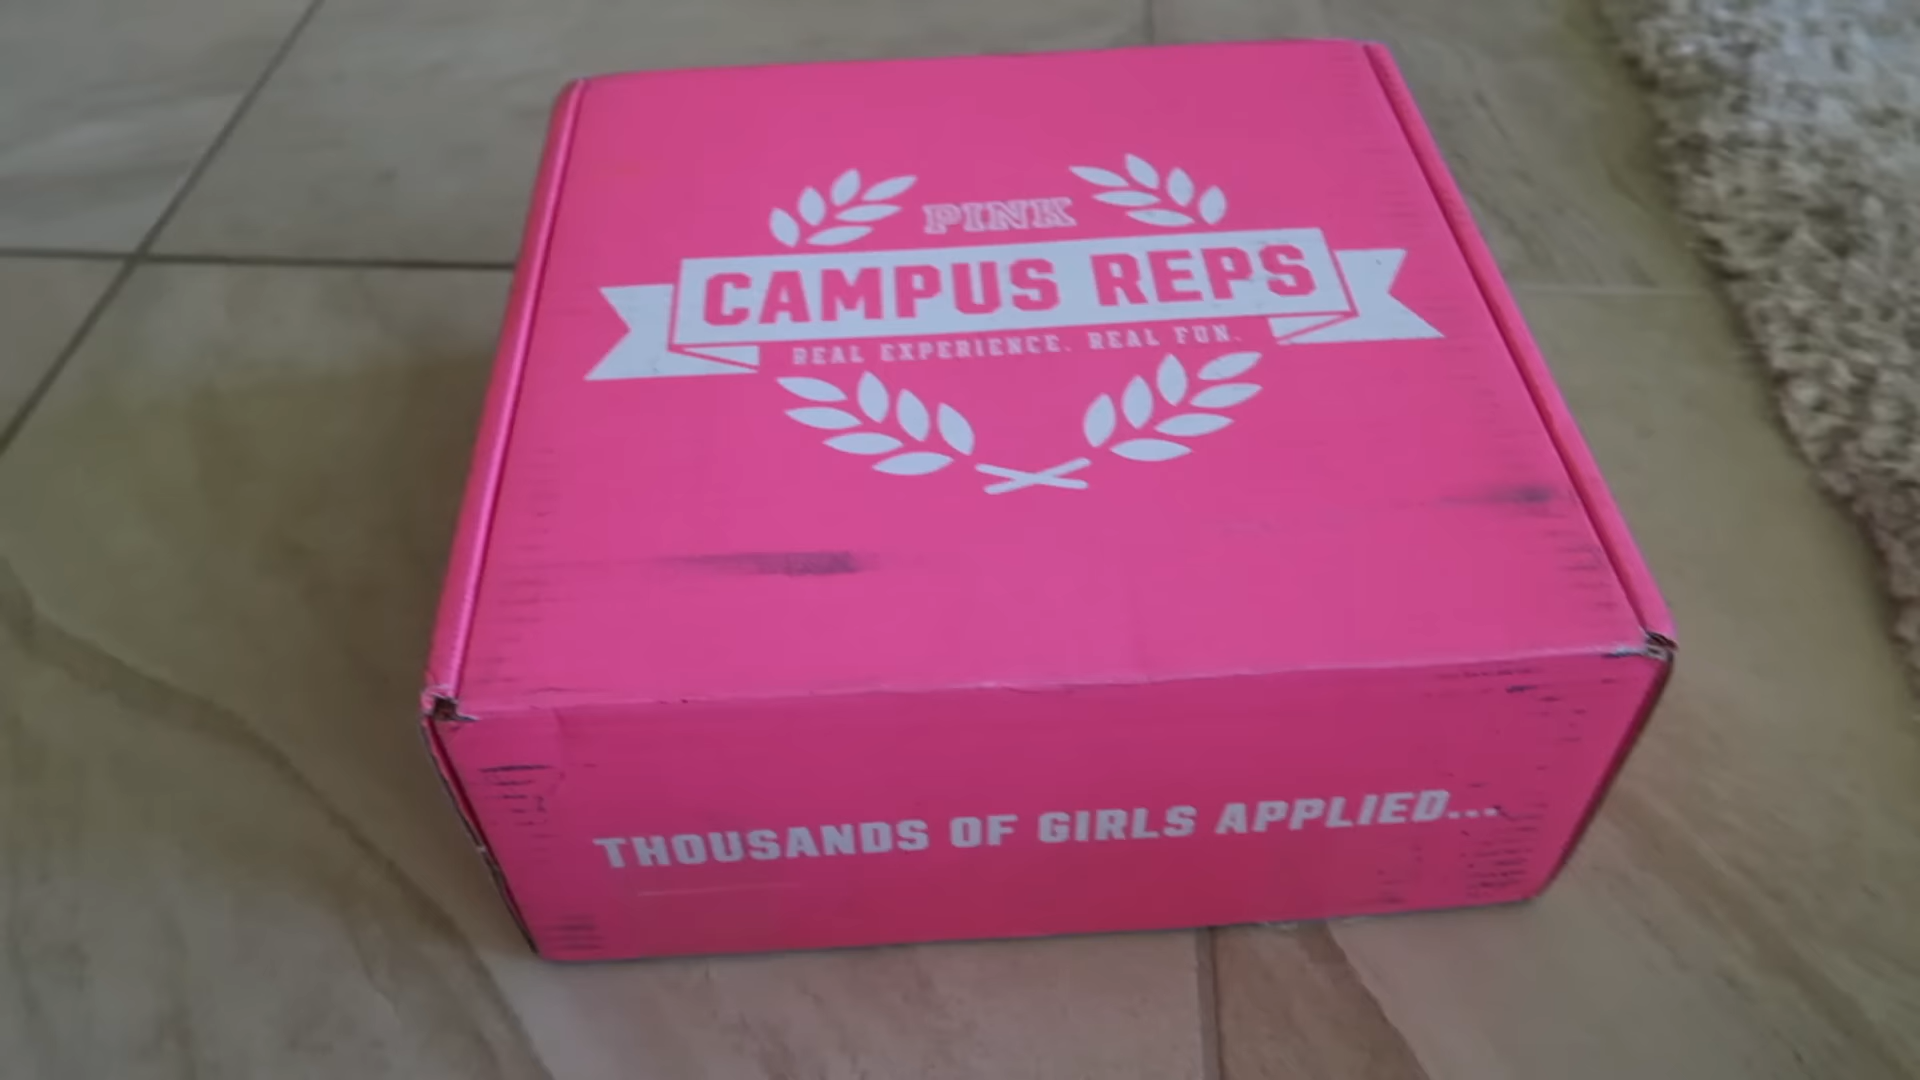 PINK
CAMPUS REPS
REAL EXPERIENCE. REAL FUN.
THOUSANDS OF GIRLS APPLIED...